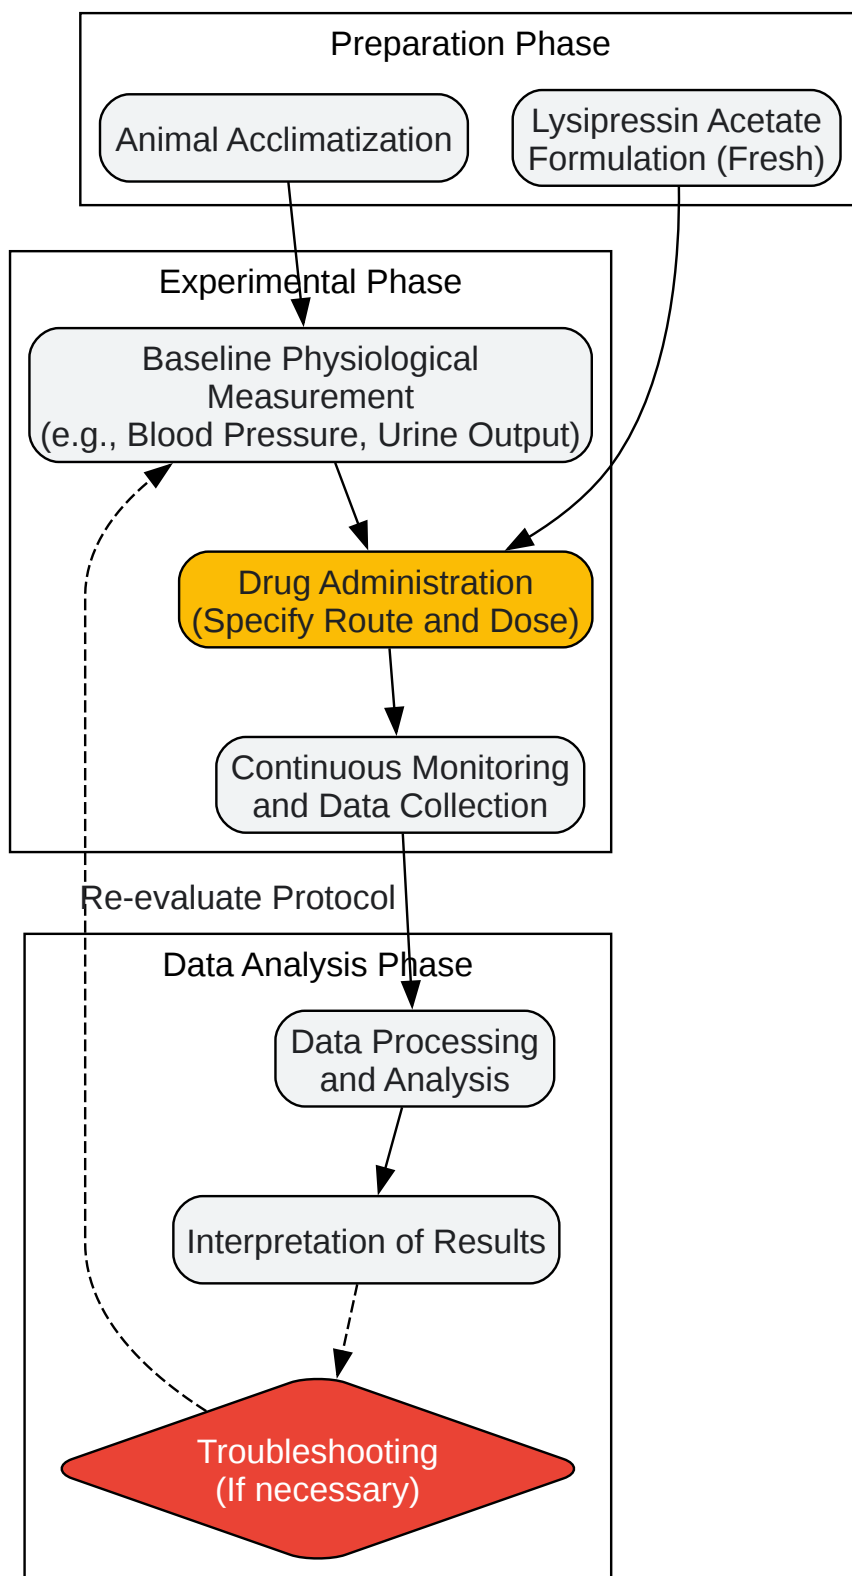 Preparation Phase
Animal Acclimatization
Lysipressin Acetate
Formulation (Fresh)
Experimental Phase
Baseline Physiological
Measurement
(e.g., Blood Pressure, Urine Output)
Drug Administration
(Specify Route and Dose)
Continuous Monitoring
and Data Collection
Re-evaluate Protocol
Data Analysis Phase
Data Processing
and Analysis
Interpretation of Results
Troubleshooting
(If necessary)